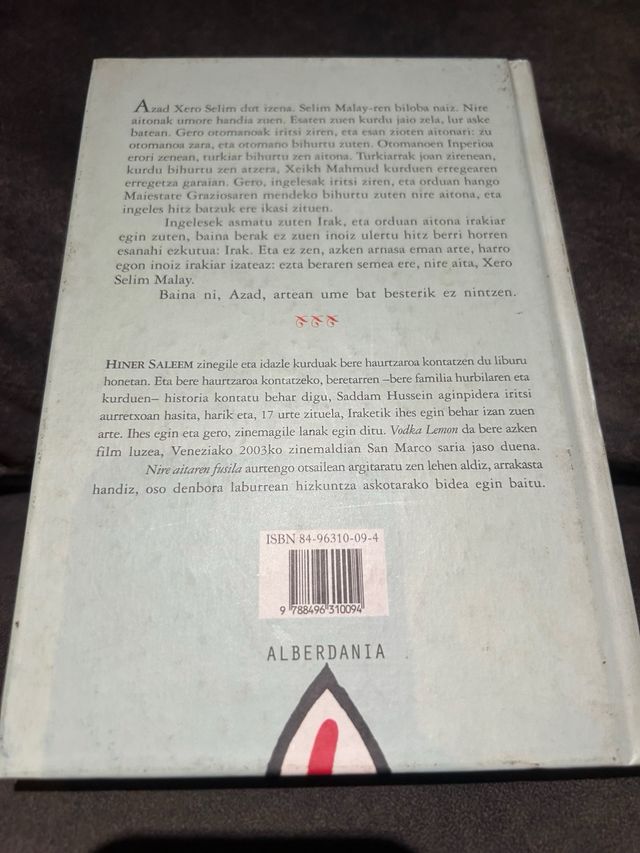 Azad Xero Selim dut izena. Selim Malay-ren biloba naiz. Nire
aitonak umore handia zuen. Esaten zuen kurdu jaio zela, lur aske
batean. Gero otomanoak iritsi ziren, eta esan zioten aitonari: zu
otomanoa zara, eta otomano bihurtu zuten. Otomanoen Inperioa
erori zenean, turkiar bihurtu zen aitona. Turkiarrak joan zirenean,
kurdu bihurtu zen atzera, Xeikh Mahmud kurduen erregearen
erregetza garaian. Gero, ingelesak iritsi ziren, eta orduan hango
Maiestate Graziosaren mendeko bihurtu zuten nire aitona, eta
ingeles hitz batzuk ere ikasi zituen.
Ingelesek asmatu zuten Irak, eta orduan aitona irakiar
egin zuten, baina berak ez zuen inoiz ulertu hitz berri horren
esanahi ezkutua: Irak. Eta ez zen, azken arnasa eman arte, harro
egon inoiz irakiar izateaz: ezta beraren semea ere, nire aita, Xero
Selim Malay.
Baina ni, Azad, artean ume bat besterik ez nintzen.
HINER SALEEM zinegile eta idazle kurduak bere haurtzaroa kontatzen du liburu
honetan. Eta bere haurtzaroa kontatzeko, beretarren –bere familia hurbilaren eta
kurduen– historia kontatu behar digu, Saddam Hussein aginpidera iritsi
aurretxoan hasita, harik eta, 17 urte zituela, Iraketik ihes egin behar izan zuen
arte. Ihes egin eta gero, zinemagile lanak egin ditu. Vodka Lemon da bere azken
film luzea, Veneziako 2003ko zinemaldian San Marco saria jaso duena.
Nire aitaren fusila aurtengo otsailean argitaratu zen lehen aldiz, arrakasta
handiz, oso denbora laburrean hizkuntza askotarako bidea egin baitu.
ISBN 84-96310-09-4
9 788496 310094
ALBERDANIA